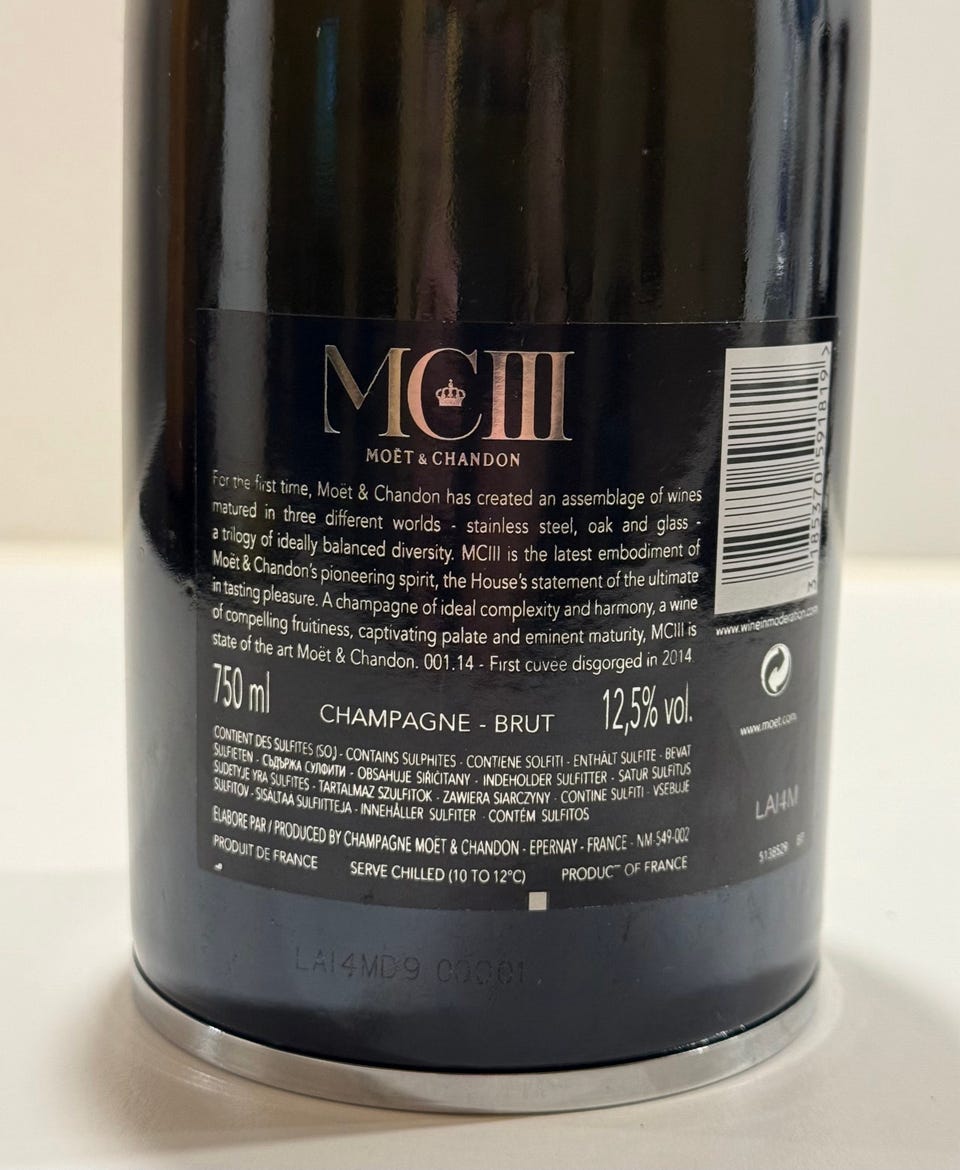 MCIII
MOËT & CHANDON
For the first time, Moët & Chandon has created an assemblage of wines
matured in three different worlds - stainless steel, oak and glass -
a trilogy of ideally balanced diversity. MCIII is the latest embodiment of
Moët & Chandon's pioneering spirit, the House's statement of the ultimate
in tasting pleasure. A champagne of ideal complexity and harmony, a wine
of compelling fruitiness, captivating palate and eminent maturity, MCIII is
state of the art Moët & Chandon. 001.14 - First cuvée disgorged in 2014
750 ml
CHAMPAGNE - BRUT
12,5% vol.
CONTIENT DES SULFITES (SO₂) - CONTAINS SULPHITES - CONTIENE SOLFITI - ENTHÄLT SULFITE - BEVAT
SULFIETEN - СЪДЪРЖА СУЛФИТИ - OBSAHUJE SIŘIČITANY - INDEHOLDER SULFITTER - SATUR SULFITUS
SUDĖTYJE YRA SULFITES - TARTALMAZ SZULFITOK - ZAWIERA SIARCZYNY - CONTINE SULFITI - VSEBUJE
SULFITOV - SISÄLTÄÄ SULFIITTEJA - INNEHÅLLER SULFITER - CONTÉM SULFITOS
ÉLABORÉ PAR / PRODUCED BY CHAMPAGNE MOËT & CHANDON - EPERNAY - FRANCE - NM-549-002
PRODUIT DE FRANCE
SERVE CHILLED (10 TO 12°C)
PRODUCT OF FRANCE
3 185370 591819 >
www.wineinmoderation.com
www.moet.com
LAI4M
5138529
LAI4MD9 00001